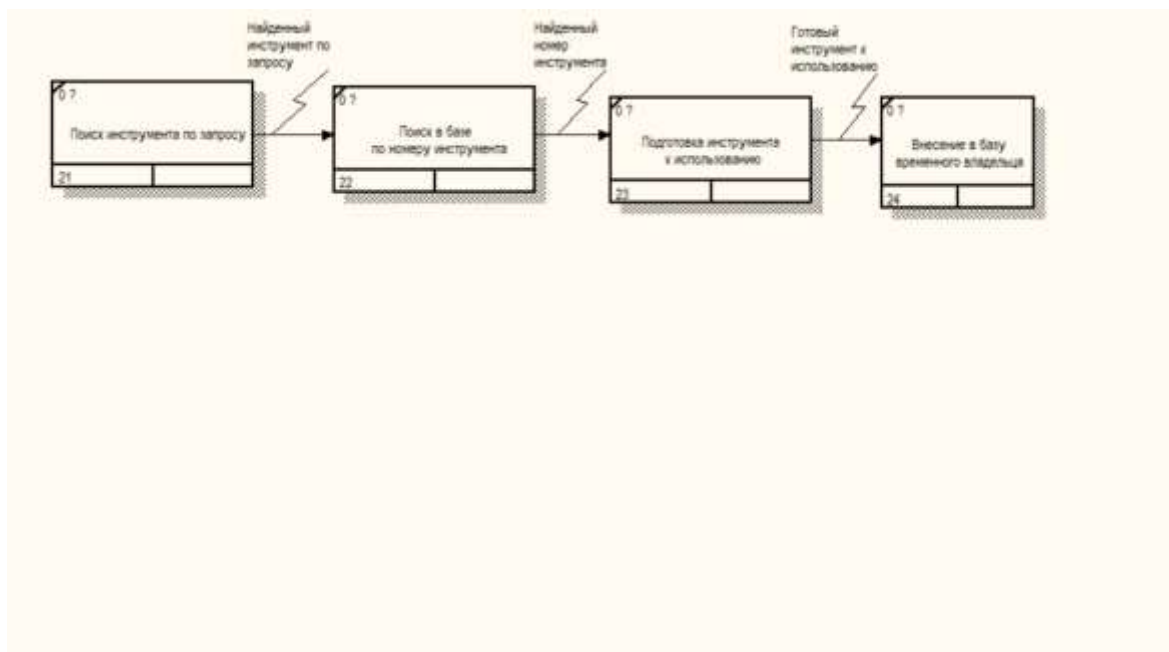 Найденный
инструмент по
запросу
Найденный
номер
инструмента
Готовый
инструмент к
использованию
0 ?
Поиск инструмента по запросу
21
0 ?
Поиск в базе
по номеру инструмента
22
0 ?
Подготовка инструмента
к использованию
23
0 ?
Внесение в базу
временного владельца
24